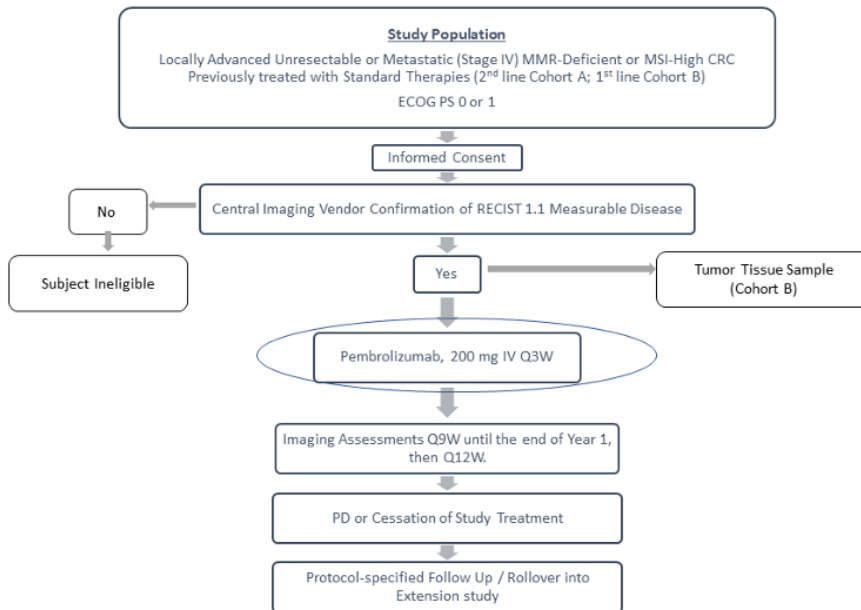 Study Population
Locally Advanced Unresectable or Metastatic (Stage IV) MMR-Deficient or MSI-High CRC
Previously treated with Standard Therapies (2nd line Cohort A; 1st line Cohort B)
ECOG PS 0 or 1
Informed Consent
No
Central Imaging Vendor Confirmation of RECIST 1.1 Measurable Disease
Subject Ineligible
Yes
Tumor Tissue Sample
(Cohort B)
Pembrolizumab, 200 mg IV Q3W
Imaging Assessments Q9W until the end of Year 1,
then Q12W.
PD or Cessation of Study Treatment
Protocol-specified Follow Up / Rollover into
Extension study